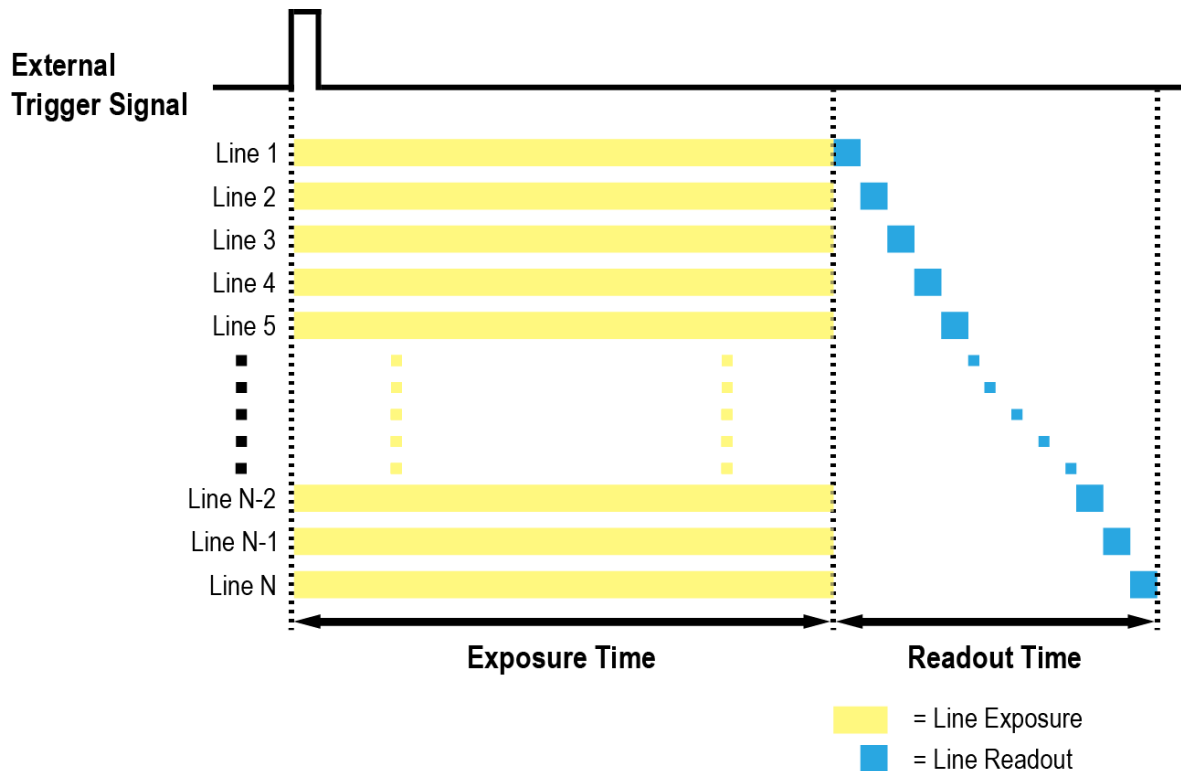 External
Trigger Signal
Line 1
Line 2
Line 3
Line 4
Line 5
Line N-2
Line N-1
Line N
Exposure Time
Readout Time
= Line Exposure
= Line Readout